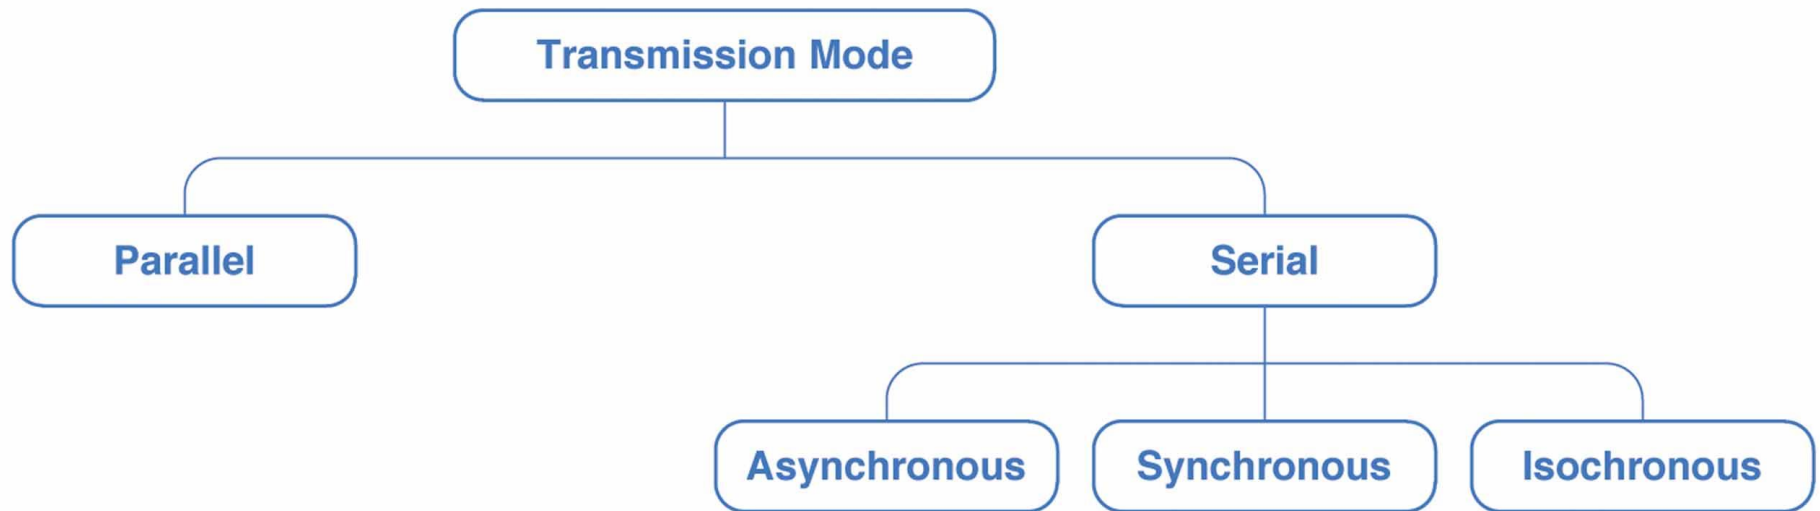 Transmission Mode
Parallel
Serial
Asynchronous
Synchronous
Isochronous